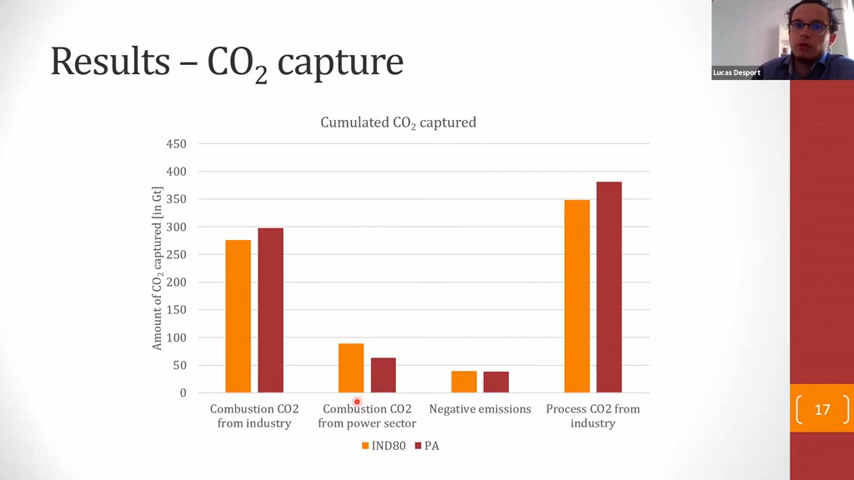 Results – CO₂ capture
Lucas Desport
Cumulated CO₂ captured
Amount of CO₂ captured [in Gt]
450
400
350
300
250
200
150
100
50
0
Combustion CO2
from industry
Combustion CO2
from power sector
Negative emissions
Process CO2 from
industry
IND80 PA
17